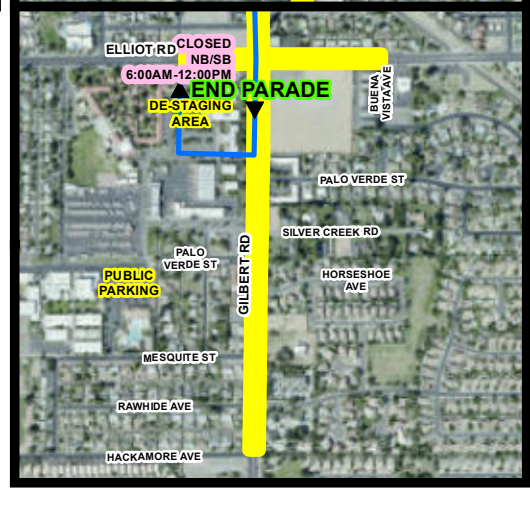 ELLIOT RD
CLOSED
NB/SB
6:00AM-12:00PM
END PARADE
DE-STAGING
AREA
BUENA
VISTA AVE
PALO VERDE ST
SILVER CREEK RD
GILBERT RD
PALO
VERDE ST
HORSESHOE
AVE
PUBLIC
PARKING
MESQUITE ST
RAWHIDE AVE
HACKAMORE AVE